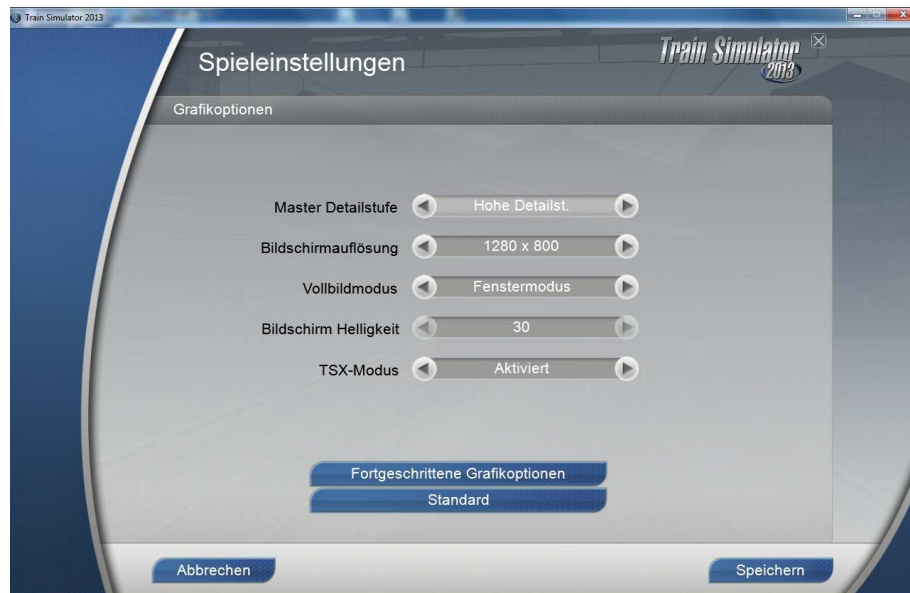 Train Simulator 2013
Spieleinstellungen
Train Simulator
2013
Grafikoptionen
Master Detailstufe
Hohe Detailst.
Bildschirmauflösung
1280 x 800
Vollbildmodus
Fenstermodus
Bildschirm Helligkeit
30
TSX-Modus
Aktiviert
Fortgeschrittene Grafikoptionen
Standard
Abbrechen
Speichern